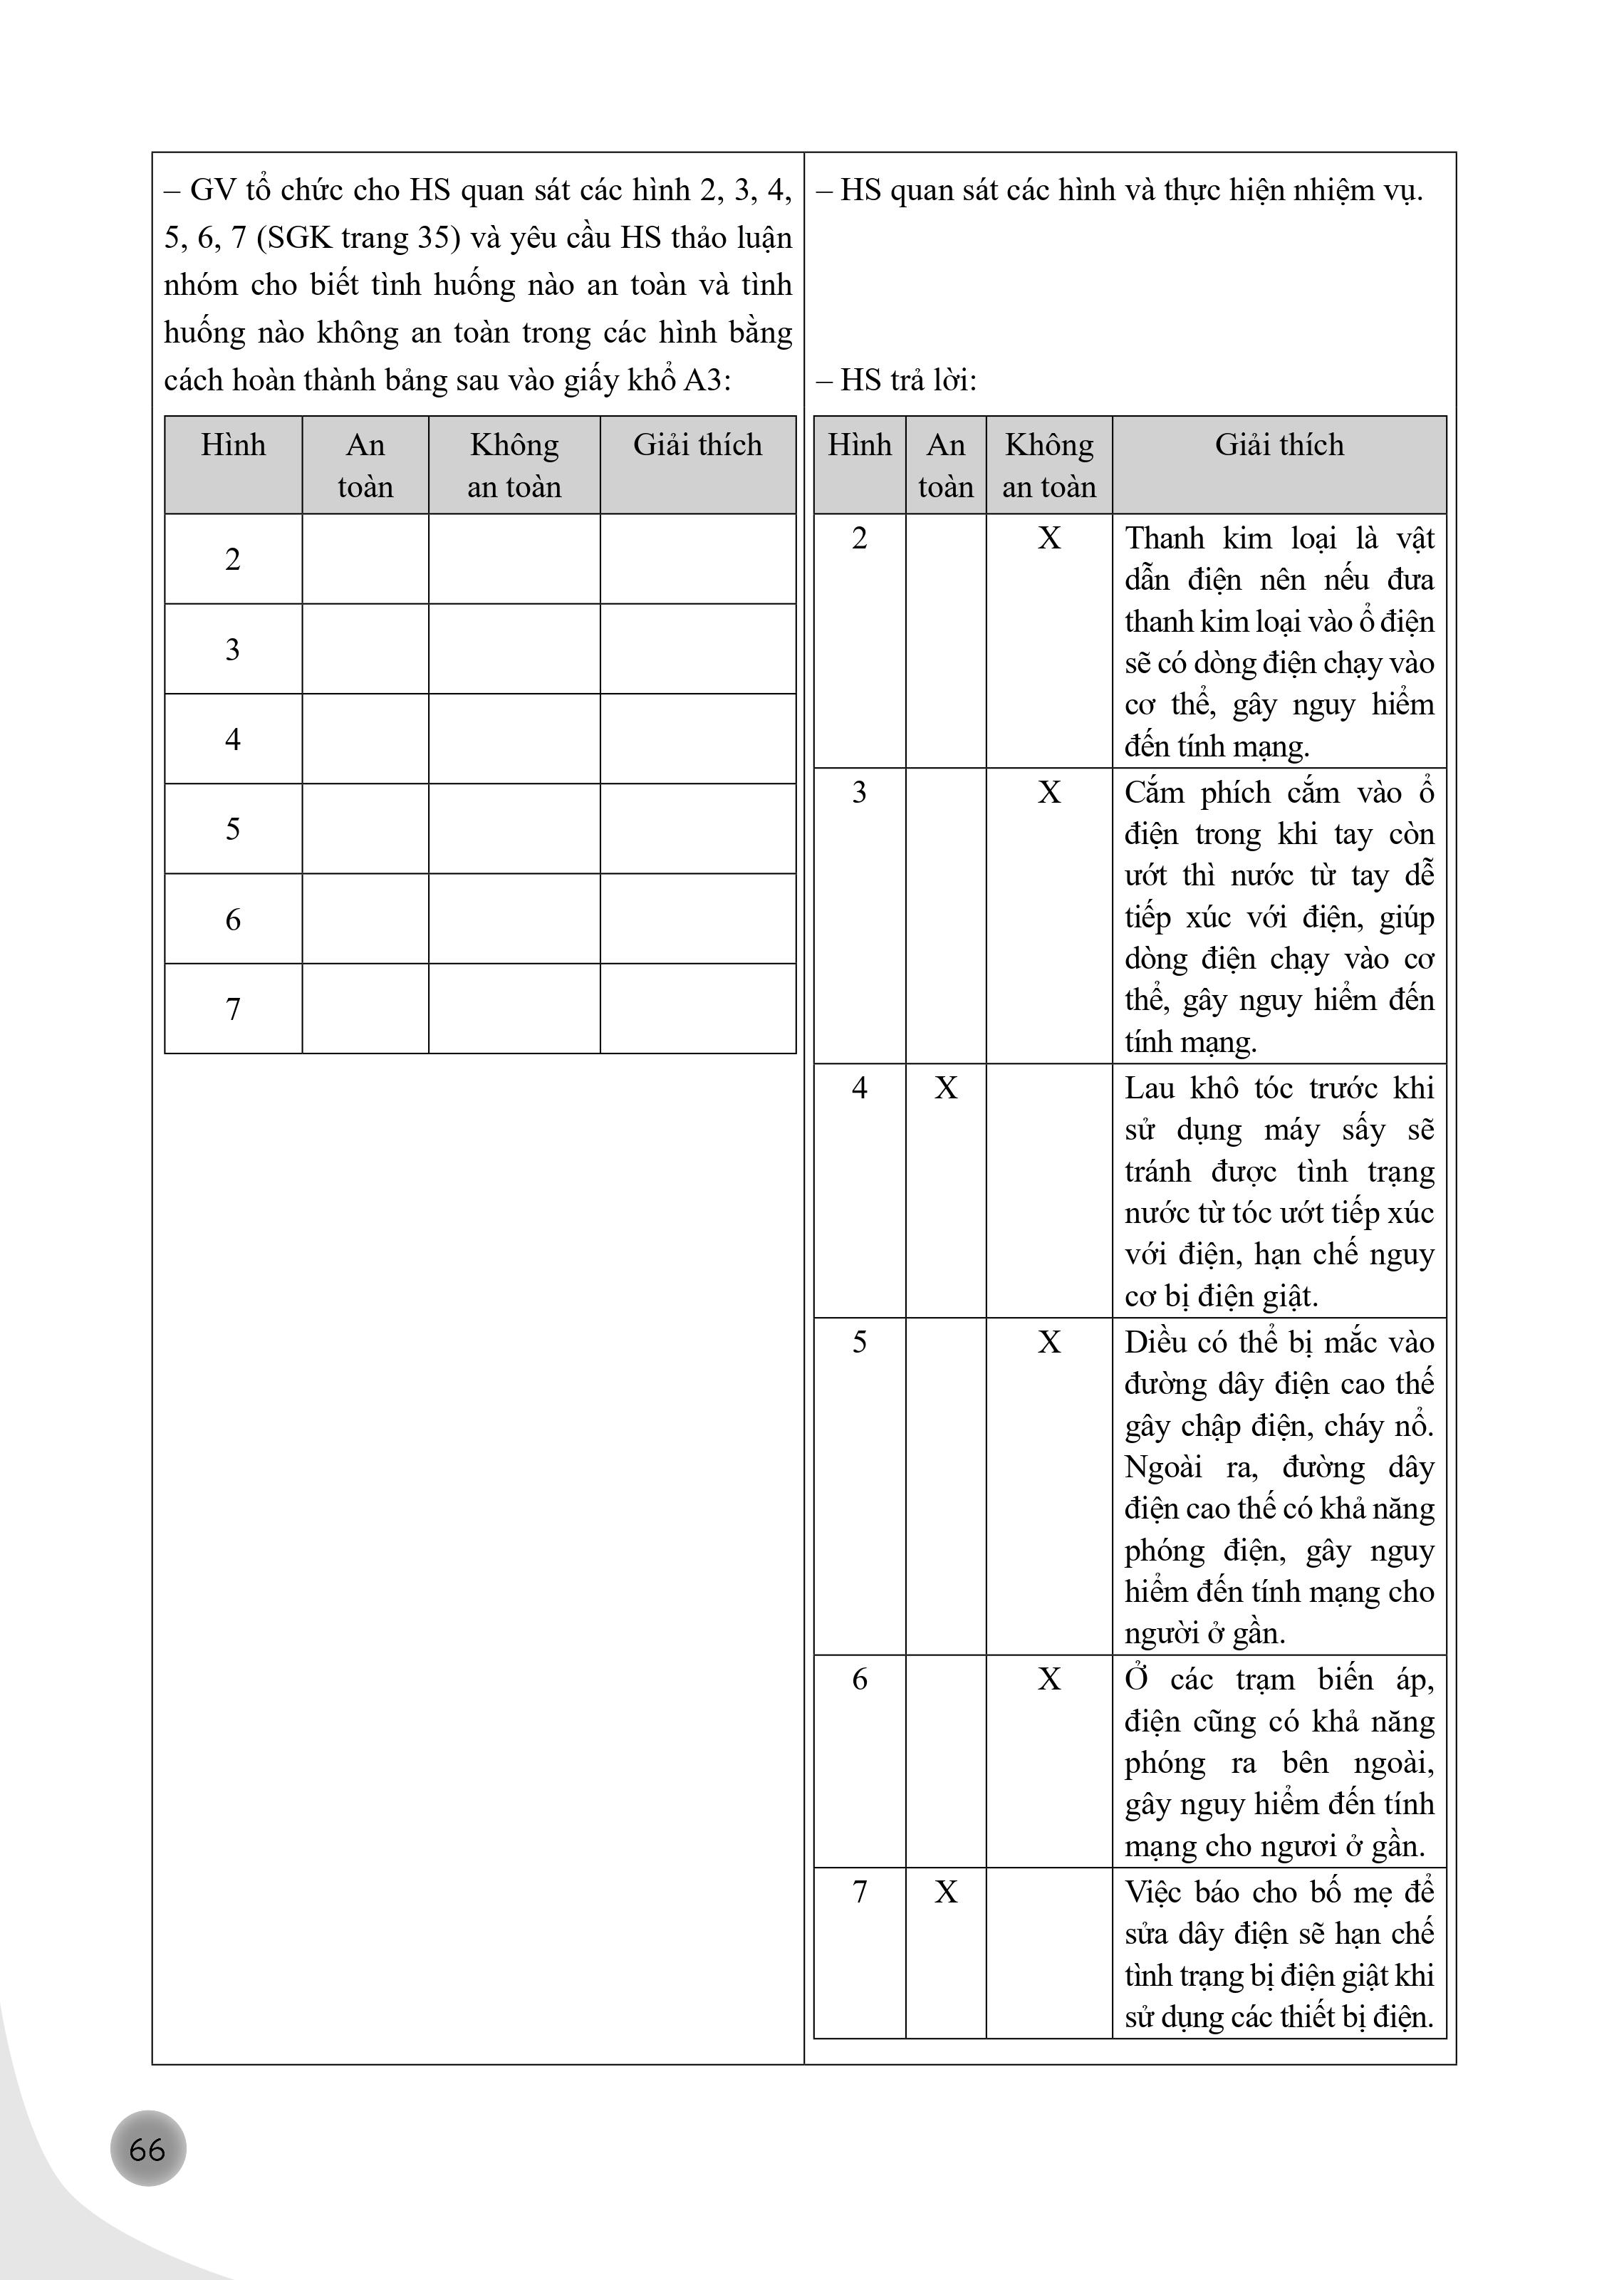 – GV tổ chức cho HS quan sát các hình 2, 3, 4,
5, 6, 7 (SGK trang 35) và yêu cầu HS thảo luận
nhóm cho biết tình huống nào an toàn và tình
huống nào không an toàn trong các hình bằng
cách hoàn thành bảng sau vào giấy khổ A3:
Hình An Không Giải thích
toàn an toàn
2
3
4
5
6
7
– HS quan sát các hình và thực hiện nhiệm vụ.
– HS trả lời:
Hình An Không Giải thích
toàn an toàn
2 X Thanh kim loại là vật
dẫn điện nên nếu đưa
thanh kim loại vào ổ điện
sẽ có dòng điện chạy vào
cơ thể, gây nguy hiểm
đến tính mạng.
3 X Cắm phích cắm vào ổ
điện trong khi tay còn
ướt thì nước từ tay dễ
tiếp xúc với điện, giúp
dòng điện chạy vào cơ
thể, gây nguy hiểm đến
tính mạng.
4 X Lau khô tóc trước khi
sử dụng máy sấy sẽ
tránh được tình trạng
nước từ tóc ướt tiếp xúc
với điện, hạn chế nguy
cơ bị điện giật.
5 X Diều có thể bị mắc vào
đường dây điện cao thế
gây chập điện, cháy nổ.
Ngoài ra, đường dây
điện cao thế có khả năng
phóng điện, gây nguy
hiểm đến tính mạng cho
người ở gần.
6 X Ở các trạm biến áp,
điện cũng có khả năng
phóng ra bên ngoài,
gây nguy hiểm đến tính
mạng cho ngươi ở gần.
7 X Việc báo cho bố mẹ để
sửa dây điện sẽ hạn chế
tình trạng bị điện giật khi
sử dụng các thiết bị điện.
66